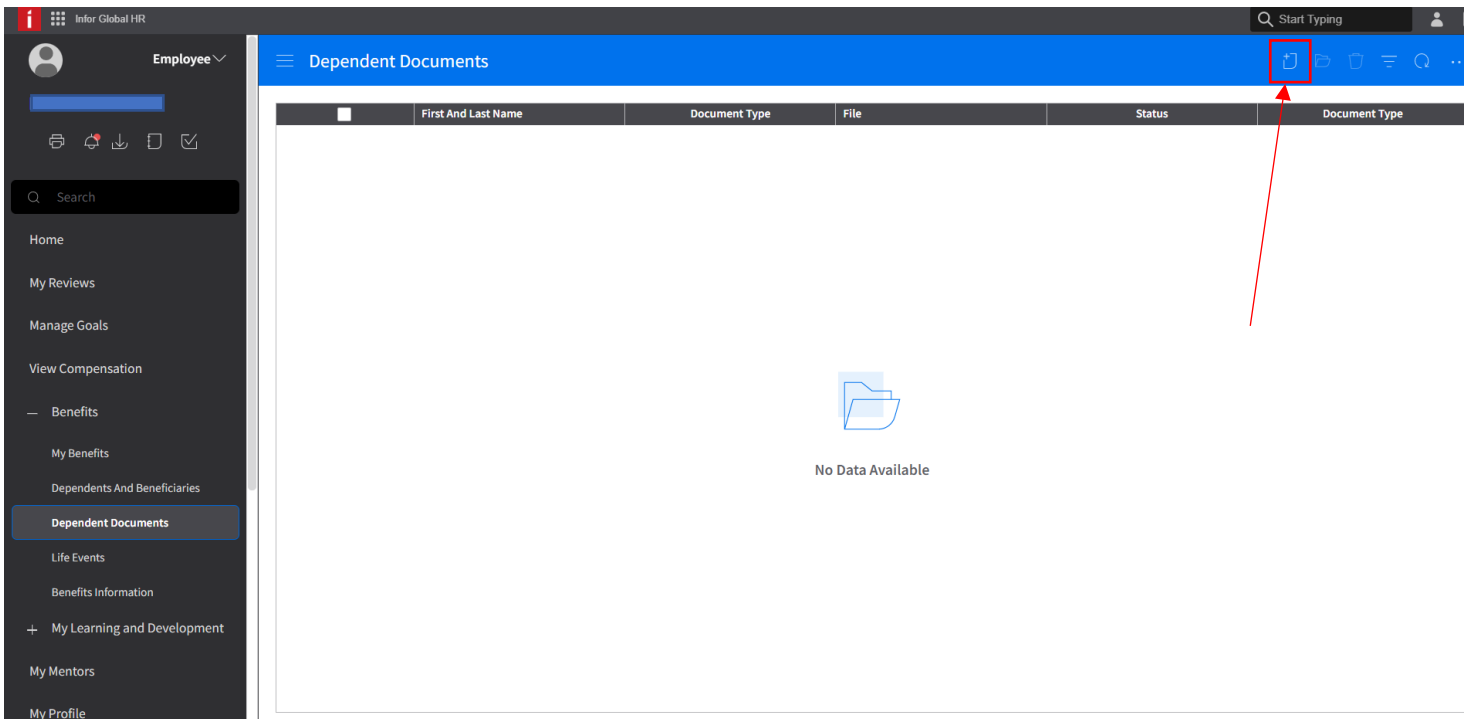 Infor Global HR
Start Typing
Employee
Dependent Documents
First And Last Name Document Type File Status Document Type
Search
Home
My Reviews
Manage Goals
View Compensation
Benefits
My Benefits
Dependents And Beneficiaries
Dependent Documents
Life Events
Benefits Information
My Learning and Development
My Mentors
My Profile
No Data Available